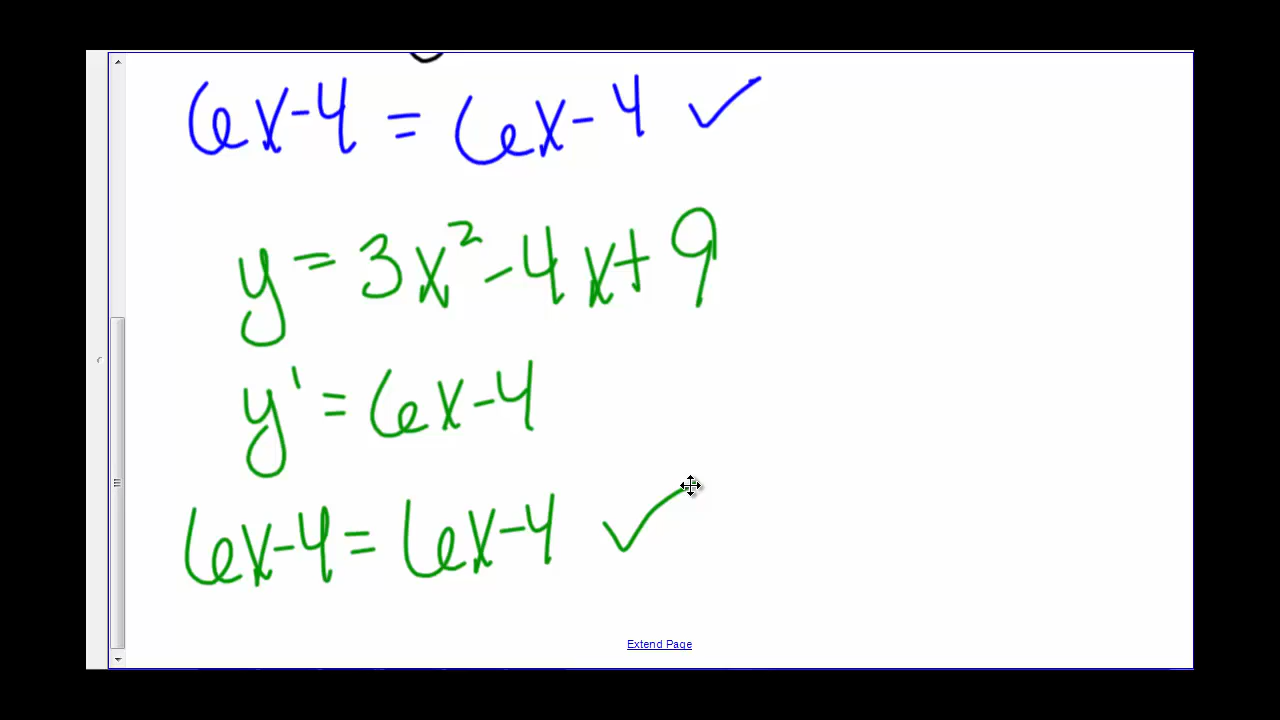 6x-4 = 6x-4 ✓
y = 3x² - 4x + 9
y' = 6x-4
6x-4 = 6x-4 ✓
Extend Page